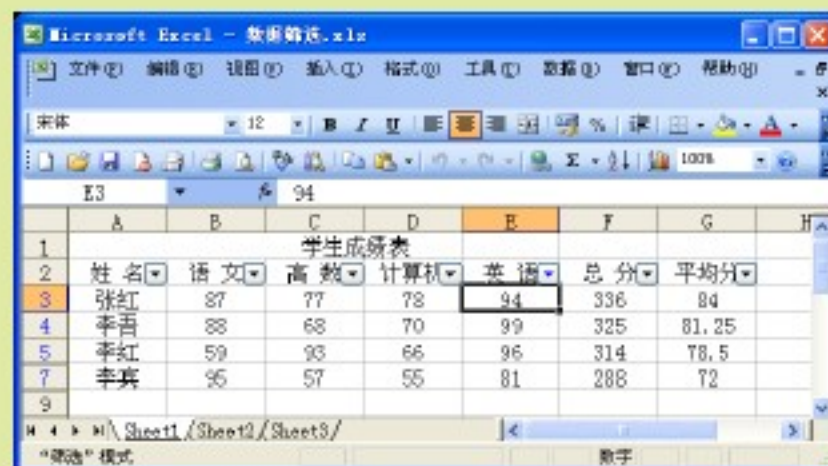 Microsoft Excel - 数据筛选.xls
文件(F) 编辑(E) 视图(V) 插入(I) 格式(O) 工具(T) 数据(D) 窗口(W) 帮助(H)
宋体 12 B I U %
Σ 100%
E3 fx 94
A B C D E F G H
1 学生成绩表
2 姓 名 语 文 高 数 计算机 英 语 总 分 平均分
3 张红 87 77 78 94 336 84
4 李吾 88 68 70 99 325 81.25
5 李红 59 93 66 96 314 78.5
7 李宾 95 57 55 81 288 72
9
Sheet1 / Sheet2 / Sheet3 /
"筛选" 模式 数字